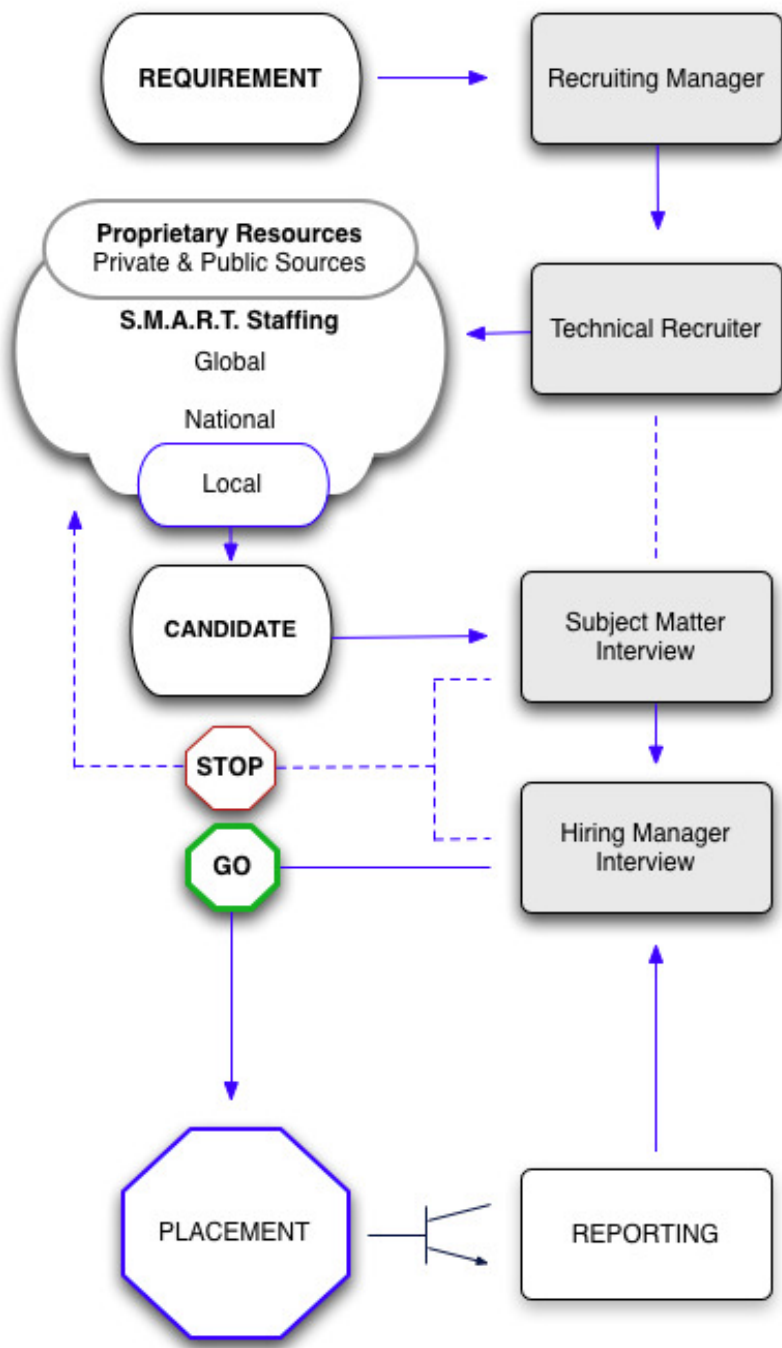 REQUIREMENT
Recruiting Manager
Proprietary Resources
Private & Public Sources
S.M.A.R.T. Staffing
Global
National
Local
Technical Recruiter
CANDIDATE
Subject Matter
Interview
STOP
GO
Hiring Manager
Interview
PLACEMENT
REPORTING